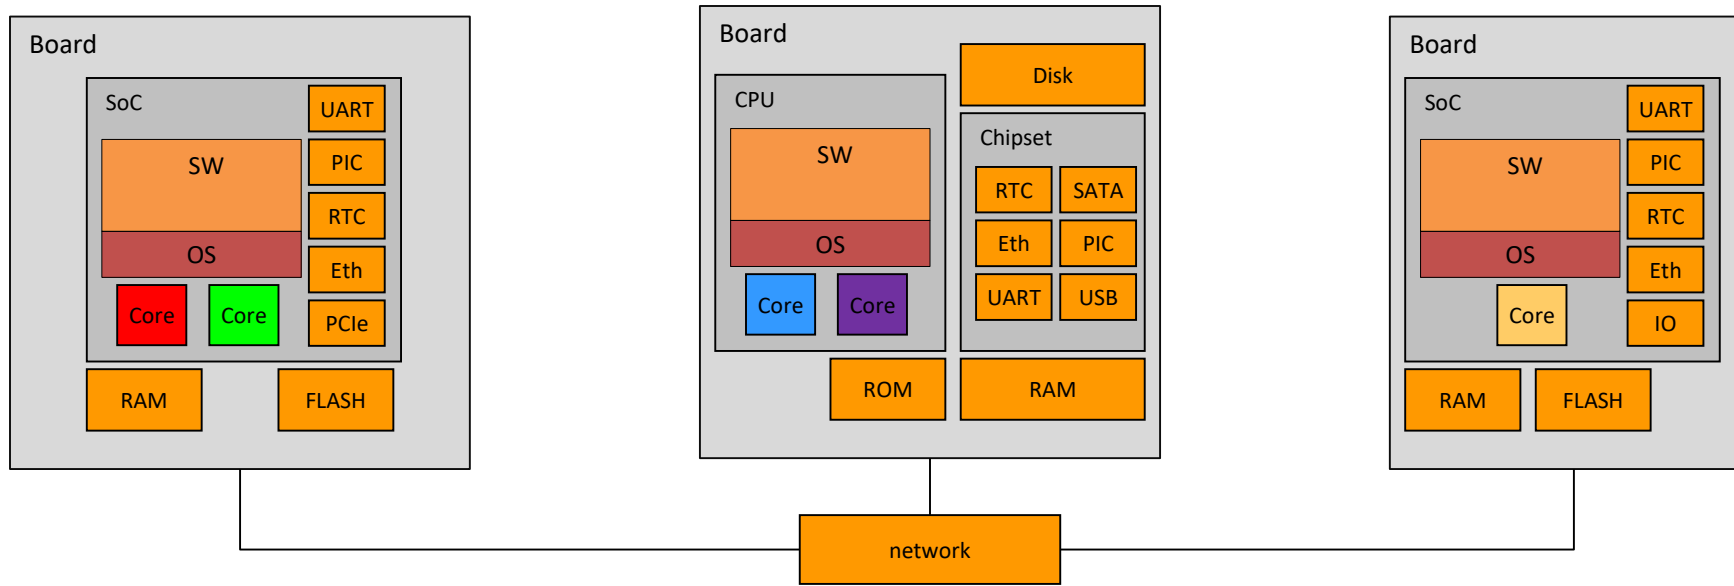 Board
SoC
UART
SW
PIC
RTC
OS
Eth
Core
Core
PCIe
RAM
FLASH
Board
Disk
CPU
Chipset
SW
RTC
SATA
OS
Eth
PIC
Core
Core
UART
USB
ROM
RAM
Board
SoC
UART
SW
PIC
RTC
OS
Eth
Core
IO
RAM
FLASH
network